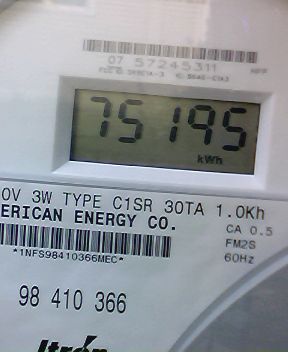 07 57245311
75195
kWh
0V 3W TYPE C1SR 30TA 1.0Kh
ERICAN ENERGY CO.
CA 0.5
FM2S
60Hz
*1NFS98410366MEC*
98 410 366
Itrón